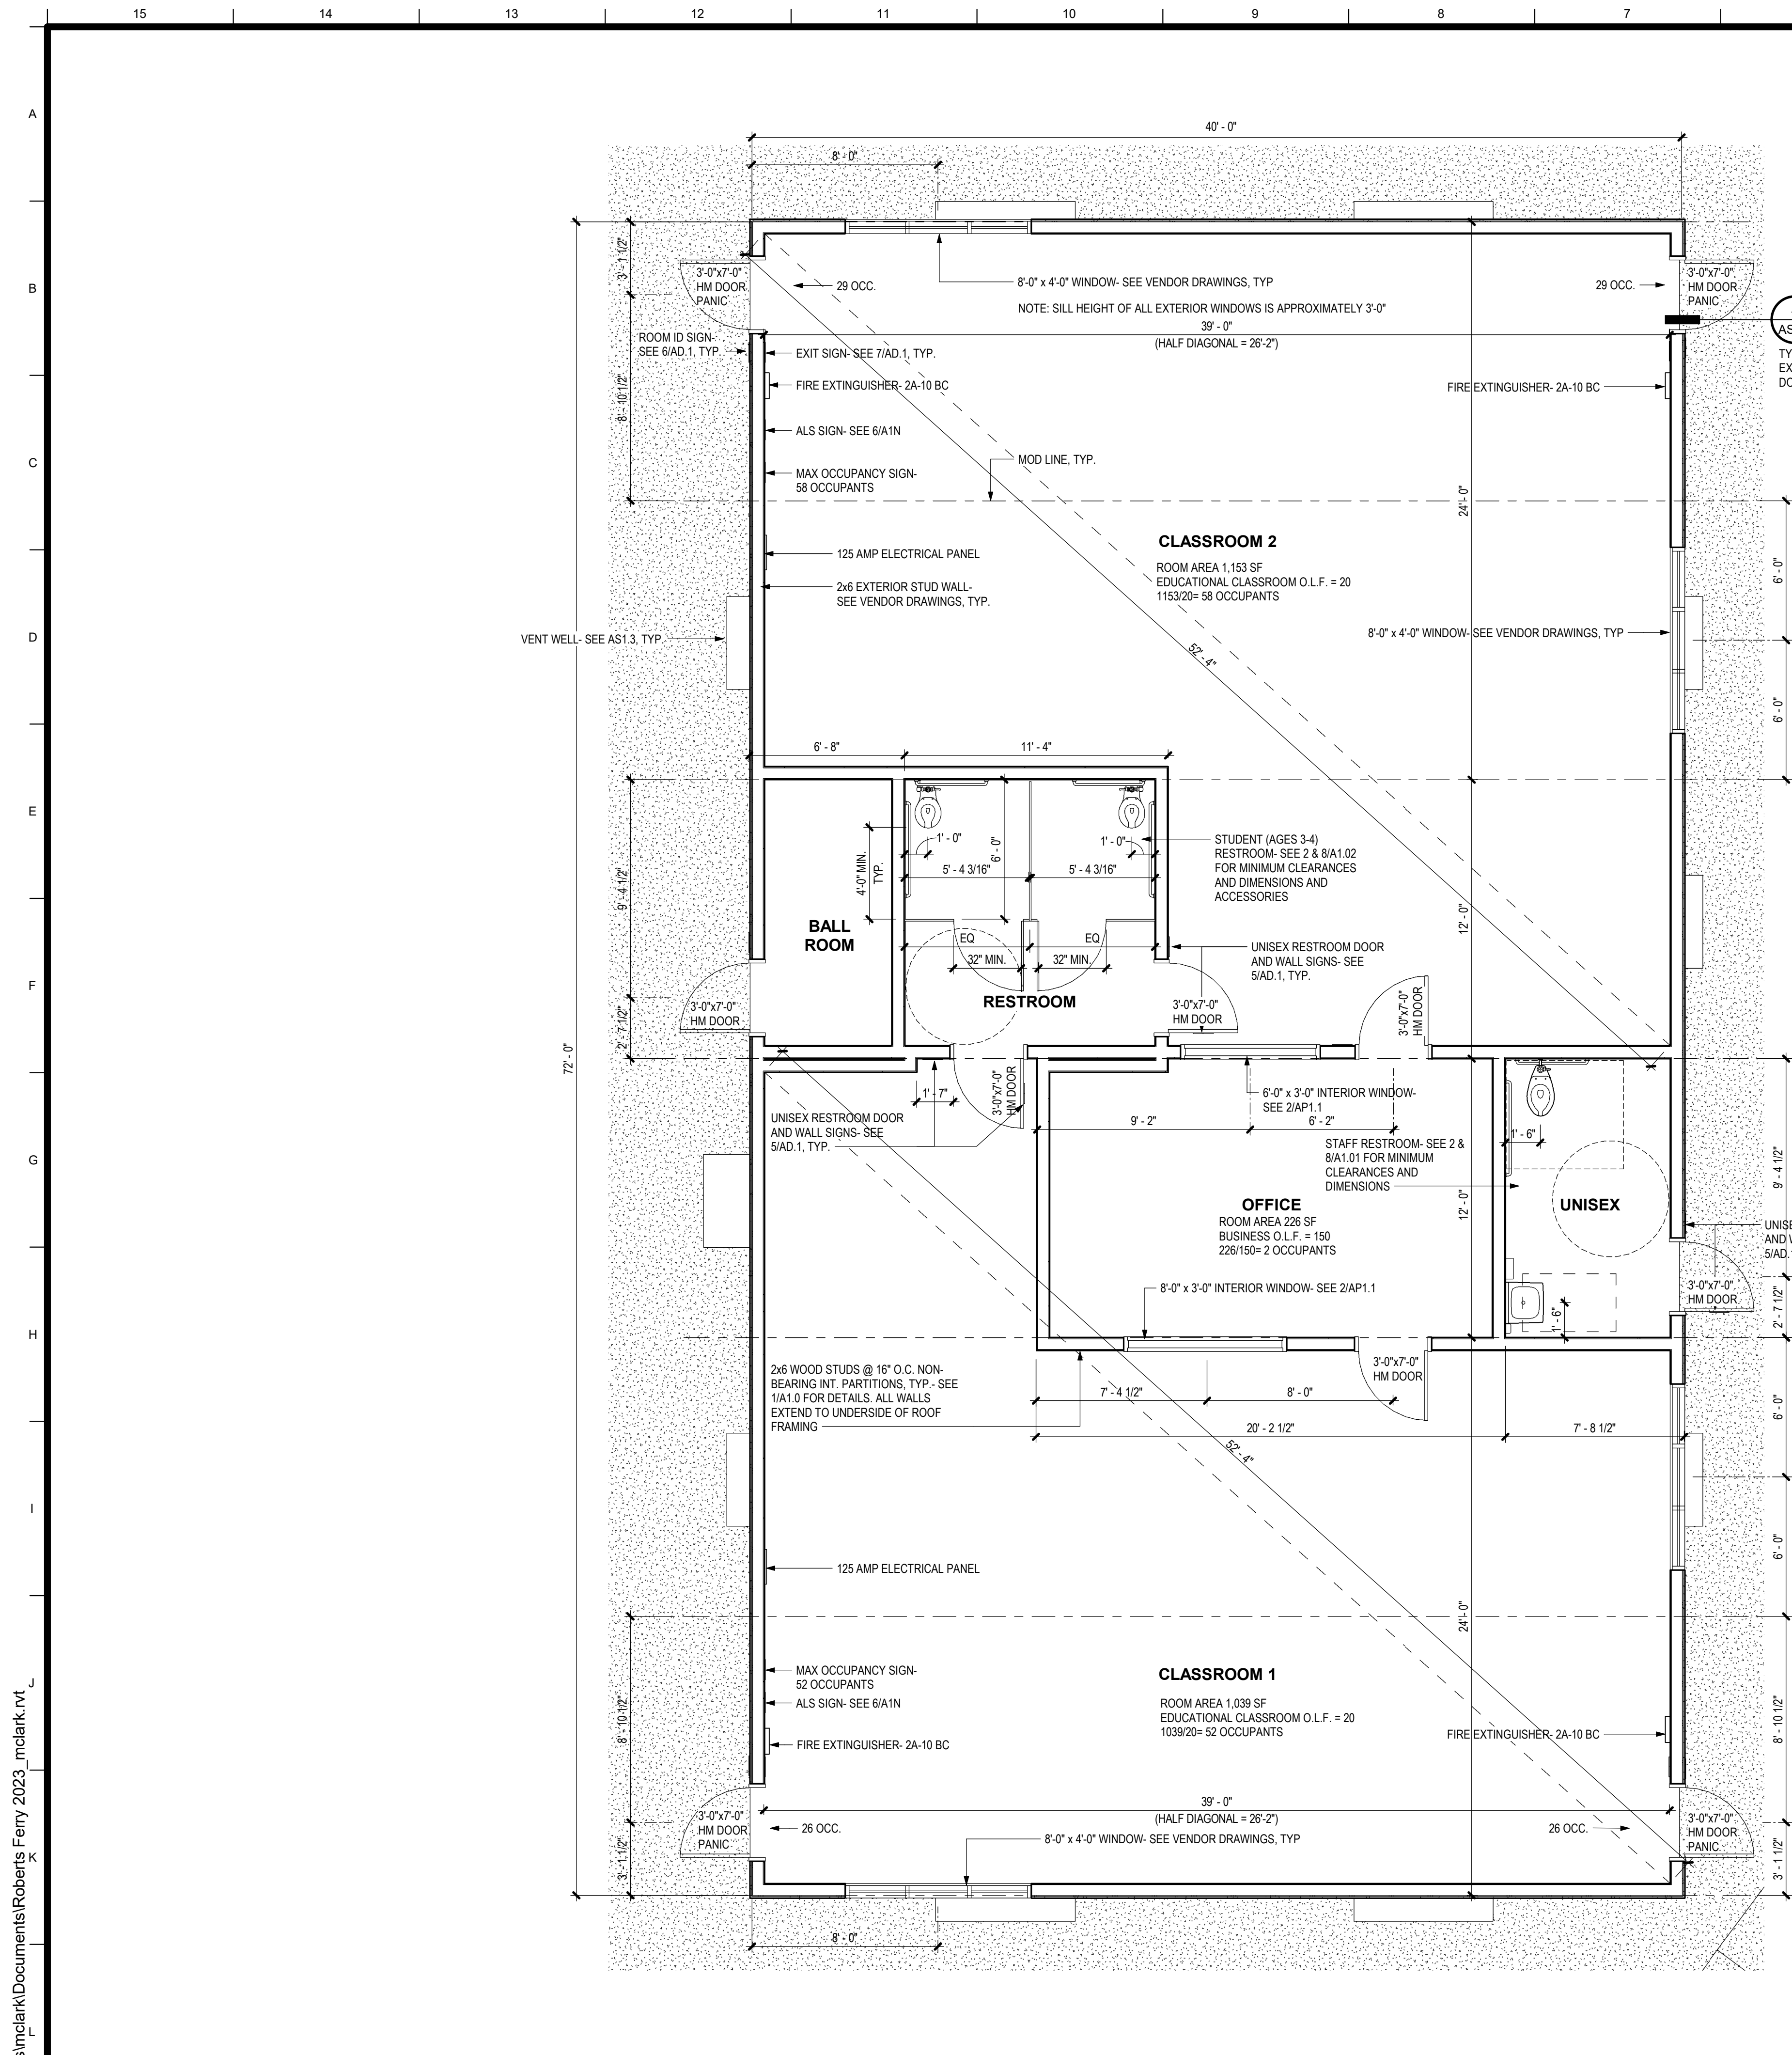 15
14
13
12
11
10
9
8
7
A
B
C
D
E
F
G
H
I
J
K
L
40' - 0"
8' - 0"
3' - 1 1/2"
3'-0"x7'-0"
HM DOOR
PANIC
29 OCC.
8'-0" x 4'-0" WINDOW- SEE VENDOR DRAWINGS, TYP
NOTE: SILL HEIGHT OF ALL EXTERIOR WINDOWS IS APPROXIMATELY 3'-0"
29 OCC.
3'-0"x7'-0"
HM DOOR
PANIC
39' - 0"
(HALF DIAGONAL = 26'-2")
AS
TY
EX
DO
ROOM ID SIGN-
SEE 6/AD.1, TYP.
EXIT SIGN- SEE 7/AD.1, TYP.
FIRE EXTINGUISHER- 2A-10 BC
FIRE EXTINGUISHER- 2A-10 BC
8' - 10 1/2"
ALS SIGN- SEE 6/A1N
MAX OCCUPANCY SIGN-
58 OCCUPANTS
MOD LINE, TYP.
24' - 0"
125 AMP ELECTRICAL PANEL
2x6 EXTERIOR STUD WALL-
SEE VENDOR DRAWINGS, TYP.
CLASSROOM 2
ROOM AREA 1,153 SF
EDUCATIONAL CLASSROOM O.L.F. = 20
1153/20= 58 OCCUPANTS
6' - 0"
VENT WELL- SEE AS1.3, TYP.
8'-0" x 4'-0" WINDOW- SEE VENDOR DRAWINGS, TYP
52' - 4"
6' - 0"
6' - 8"
11' - 4"
1' - 0"
6' - 0"
1' - 0"
4'-0" MIN.
TYP.
5' - 4 3/16"
5' - 4 3/16"
STUDENT (AGES 3-4)
RESTROOM- SEE 2 & 8/A1.02
FOR MINIMUM CLEARANCES
AND DIMENSIONS AND
ACCESSORIES
9' - 4 1/2"
BALL
ROOM
12' - 0"
EQ
EQ
32" MIN.
32" MIN.
UNISEX RESTROOM DOOR
AND WALL SIGNS- SEE
5/AD.1, TYP.
RESTROOM
3'-0"x7'-0"
HM DOOR
3'-0"x7'-0"
HM DOOR
3'-0"x7'-0"
HM DOOR
2' - 7 1/2"
72' - 0"
1' - 7"
3'-0"x7'-0"
HM DOOR
6'-0" x 3'-0" INTERIOR WINDOW-
SEE 2/AP1.1
UNISEX RESTROOM DOOR
AND WALL SIGNS- SEE
5/AD.1, TYP.
9' - 2"
6' - 2"
STAFF RESTROOM- SEE 2 &
8/A1.01 FOR MINIMUM
CLEARANCES AND
DIMENSIONS
1' - 6"
9' - 4 1/2"
12' - 0"
OFFICE
ROOM AREA 226 SF
BUSINESS O.L.F. = 150
226/150= 2 OCCUPANTS
UNISEX
UNISE
AND W
5/AD.
8'-0" x 3'-0" INTERIOR WINDOW- SEE 2/AP1.1
3'-0"x7'-0"
HM DOOR
1' - 6"
2' - 7 1/2"
2x6 WOOD STUDS @ 16" O.C. NON-
BEARING INT. PARTITIONS, TYP.- SEE
1/A1.0 FOR DETAILS. ALL WALLS
EXTEND TO UNDERSIDE OF ROOF
FRAMING
3'-0"x7'-0"
HM DOOR
7' - 4 1/2"
8' - 0"
20' - 2 1/2"
7' - 8 1/2"
6' - 0"
52' - 4"
6' - 0"
125 AMP ELECTRICAL PANEL
24' - 0"
MAX OCCUPANCY SIGN-
52 OCCUPANTS
ALS SIGN- SEE 6/A1N
CLASSROOM 1
ROOM AREA 1,039 SF
EDUCATIONAL CLASSROOM O.L.F. = 20
1039/20= 52 OCCUPANTS
8' - 10 1/2"
8' - 10 1/2"
FIRE EXTINGUISHER- 2A-10 BC
FIRE EXTINGUISHER- 2A-10 BC
39' - 0"
(HALF DIAGONAL = 26'-2")
3'-0"x7'-0"
HM DOOR
PANIC
26 OCC.
8'-0" x 4'-0" WINDOW- SEE VENDOR DRAWINGS, TYP
26 OCC.
3'-0"x7'-0"
HM DOOR
PANIC
3' - 1 1/2"
3' - 1 1/2"
8' - 0"
s\mclark\Documents\Roberts Ferry 2023_mclark.rvt